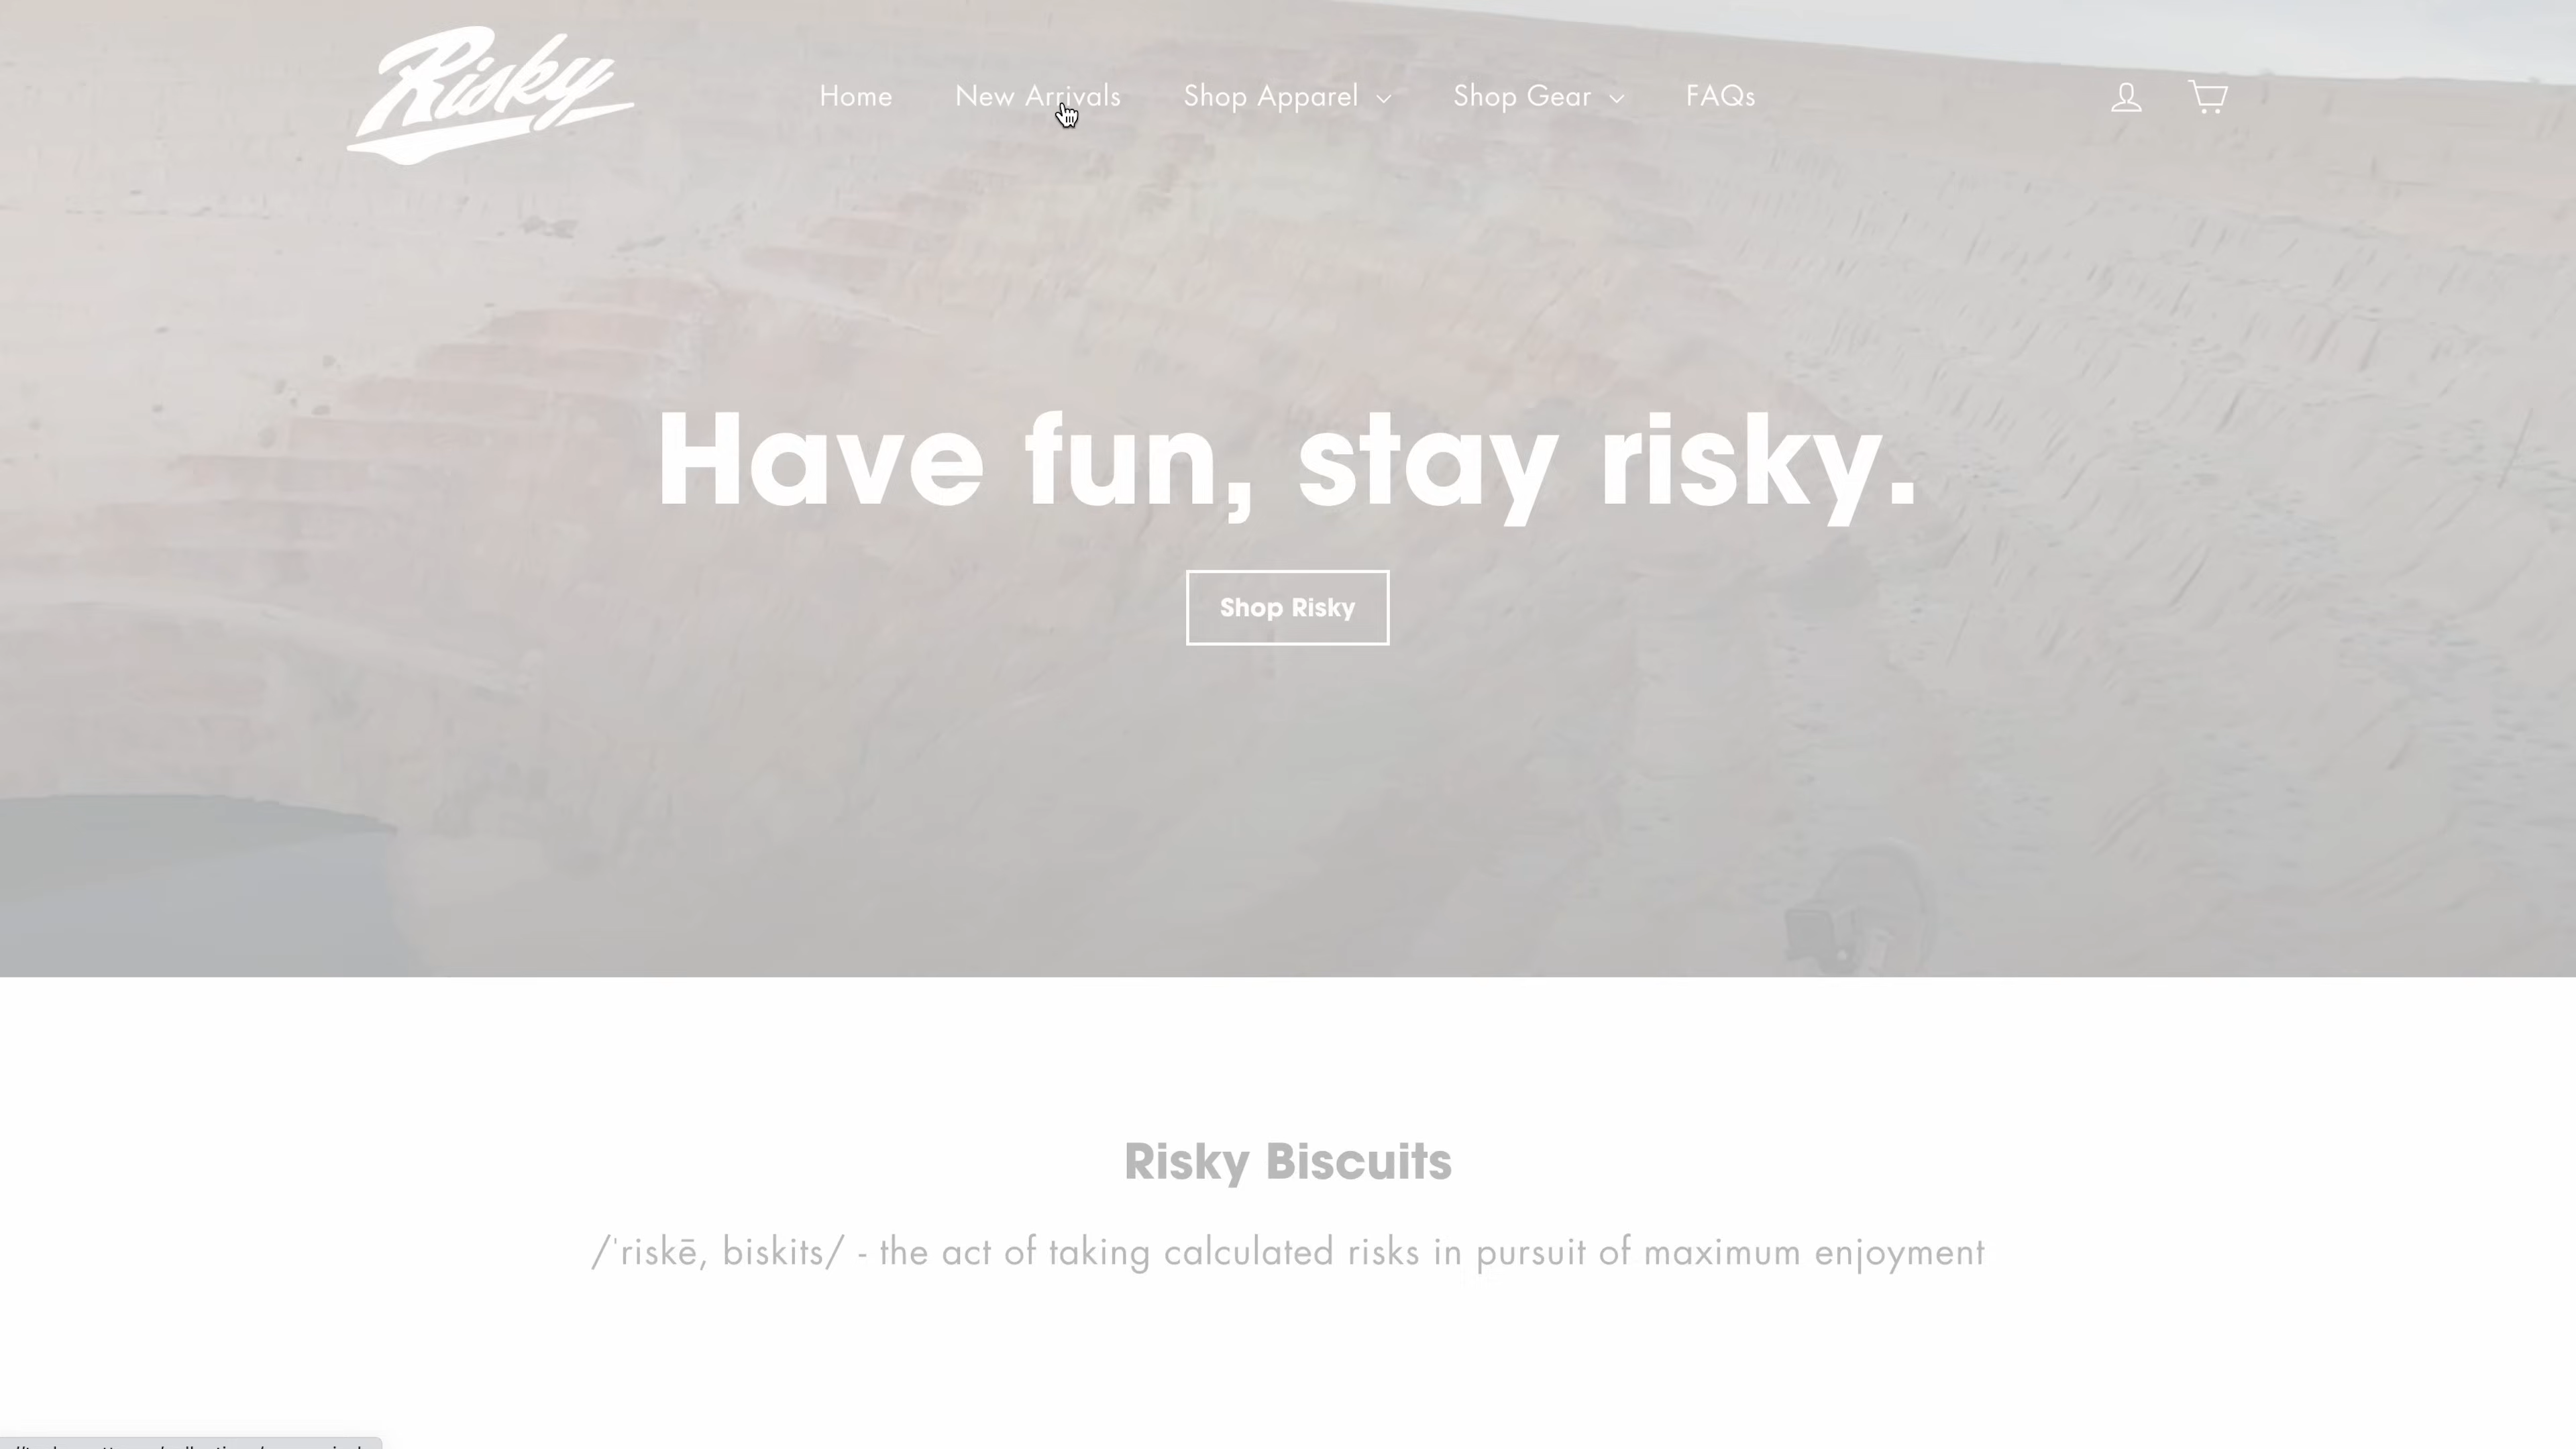 Risky
Home New Arrivals Shop Apparel Shop Gear FAQs
Have fun, stay risky.
Shop Risky
Risky Biscuits
/ˈriskē, biskits/ - the act of taking calculated risks in pursuit of maximum enjoyment